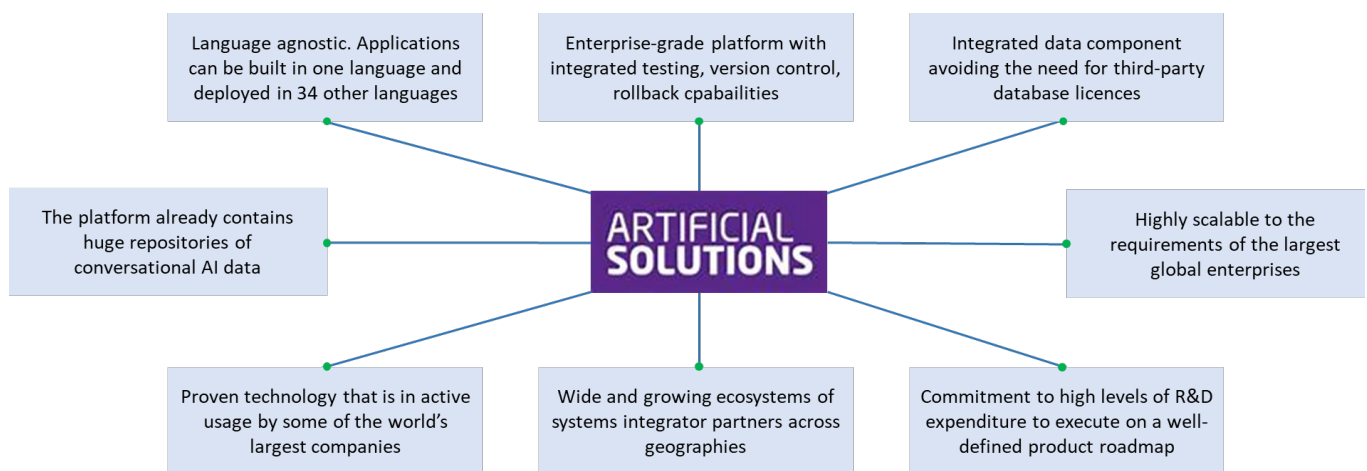 Language agnostic. Applications
can be built in one language and
deployed in 34 other languages
Enterprise-grade platform with
integrated testing, version control,
rollback cpabailities
Integrated data component
avoiding the need for third-party
database licences
The platform already contains
huge repositories of
conversational AI data
ARTIFICIAL
SOLUTIONS
Highly scalable to the
requirements of the largest
global enterprises
Proven technology that is in active
usage by some of the world’s
largest companies
Wide and growing ecosystems of
systems integrator partners across
geographies
Commitment to high levels of R&D
expenditure to execute on a well-
defined product roadmap